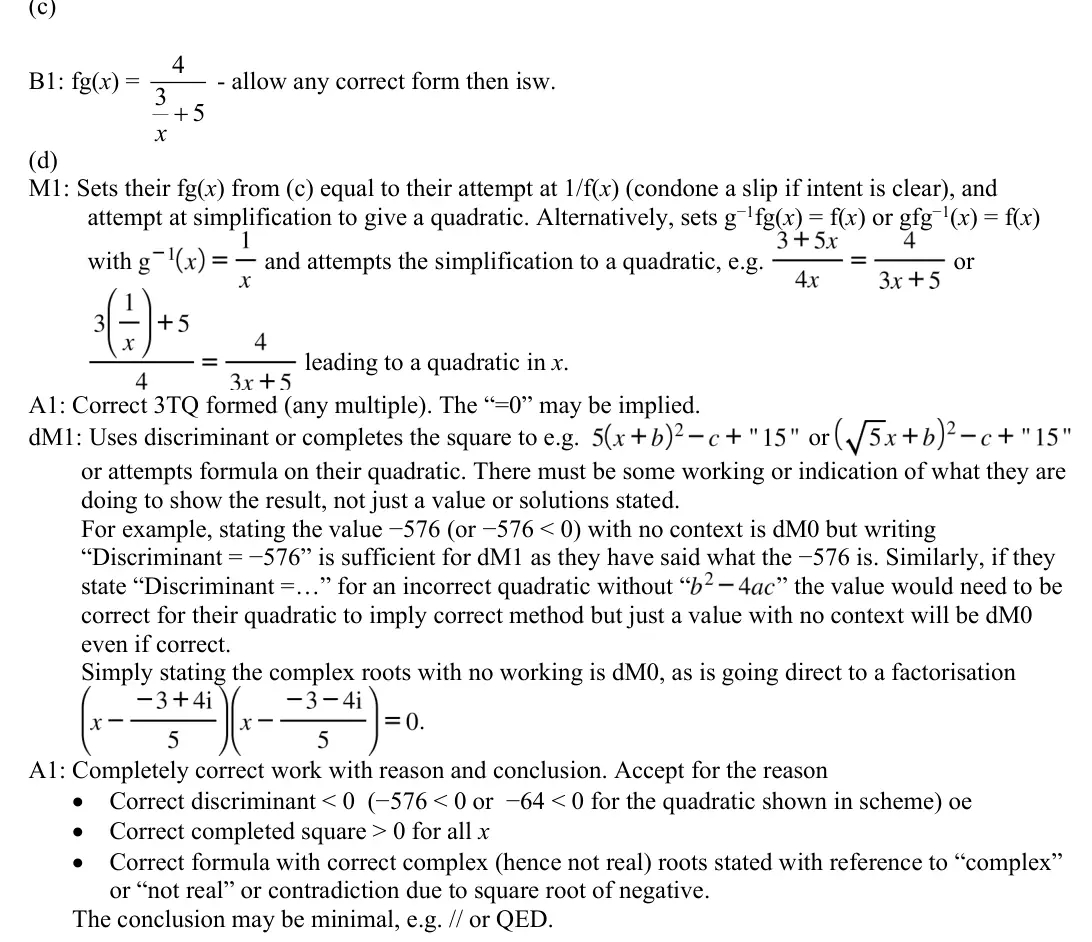 (c)
B1: fg(x) = 4/(3/x + 5) - allow any correct form then isw.
(d)
M1: Sets their fg(x) from (c) equal to their attempt at 1/f(x) (condone a slip if intent is clear), and
attempt at simplification to give a quadratic. Alternatively, sets g⁻¹fg(x) = f(x) or gfg⁻¹(x) = f(x)
with g⁻¹(x) = 1/x and attempts the simplification to a quadratic, e.g. (3+5x)/(4x) = 4/(3x+5) or
(3(1/x)+5)/4 = 4/(3x+5) leading to a quadratic in x.
A1: Correct 3TQ formed (any multiple). The “=0” may be implied.
dM1: Uses discriminant or completes the square to e.g. 5(x+b)²−c+"15" or (√5x+b)²−c+"15"
or attempts formula on their quadratic. There must be some working or indication of what they are
doing to show the result, not just a value or solutions stated.
For example, stating the value −576 (or −576 < 0) with no context is dM0 but writing
“Discriminant = −576” is sufficient for dM1 as they have said what the −576 is. Similarly, if they
state “Discriminant =…” for an incorrect quadratic without “b²−4ac” the value would need to be
correct for their quadratic to imply correct method but just a value with no context will be dM0
even if correct.
Simply stating the complex roots with no working is dM0, as is going direct to a factorisation
(x − (−3+4i)/5)(x − (−3−4i)/5) = 0.
A1: Completely correct work with reason and conclusion. Accept for the reason
• Correct discriminant < 0 (−576 < 0 or −64 < 0 for the quadratic shown in scheme) oe
• Correct completed square > 0 for all x
• Correct formula with correct complex (hence not real) roots stated with reference to “complex”
or “not real” or contradiction due to square root of negative.
The conclusion may be minimal, e.g. // or QED.